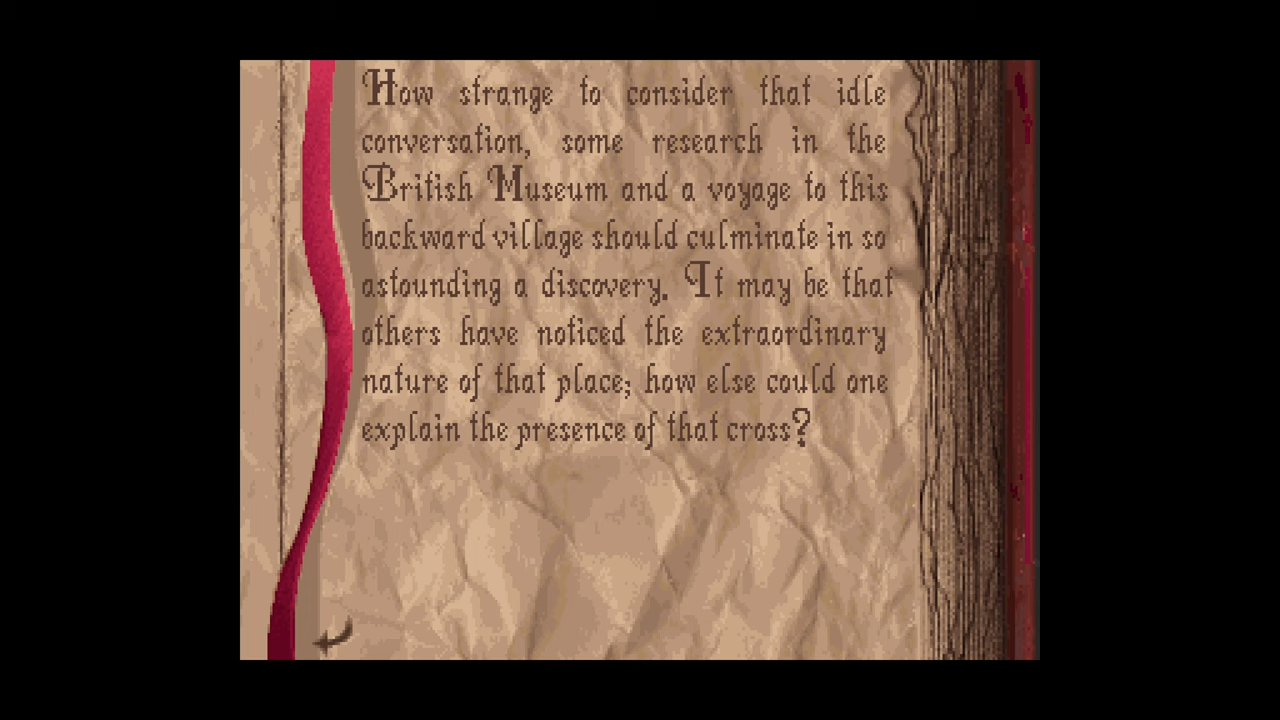 How strange to consider that idle
conversation, some research in the
British Museum and a voyage to this
backward village should culminate in so
astounding a discovery. It may be that
others have noticed the extraordinary
nature of that place; how else could one
explain the presence of that cross?